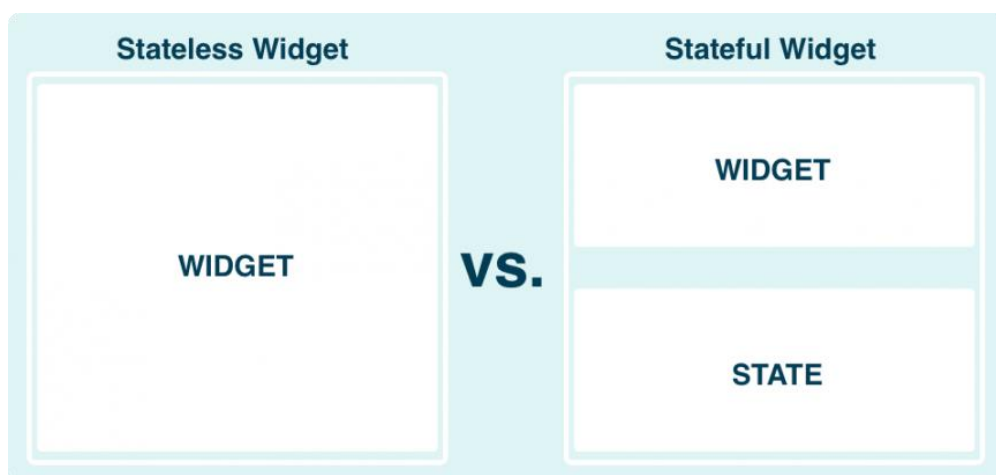 Stateless Widget
WIDGET
vs.
Stateful Widget
WIDGET
STATE